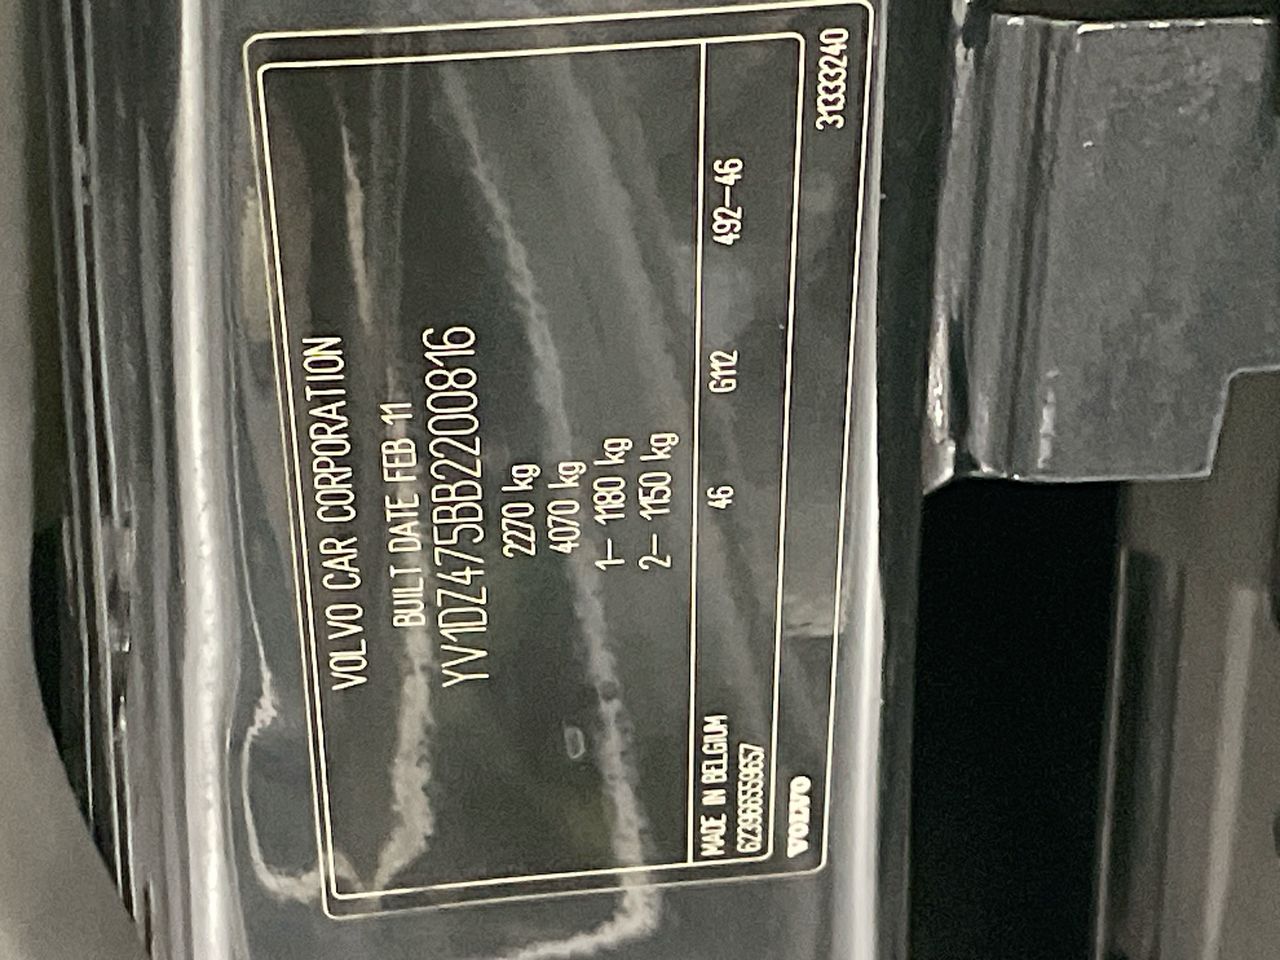 VOLVO CAR CORPORATION
BUILT DATE FEB 11
YV1DZ475BB2200816
2270 kg
4070 kg
1– 1180 kg
2– 1150 kg
MADE IN BELGIUM 46 G112 492–46
623966559657
VOLVO 31333240